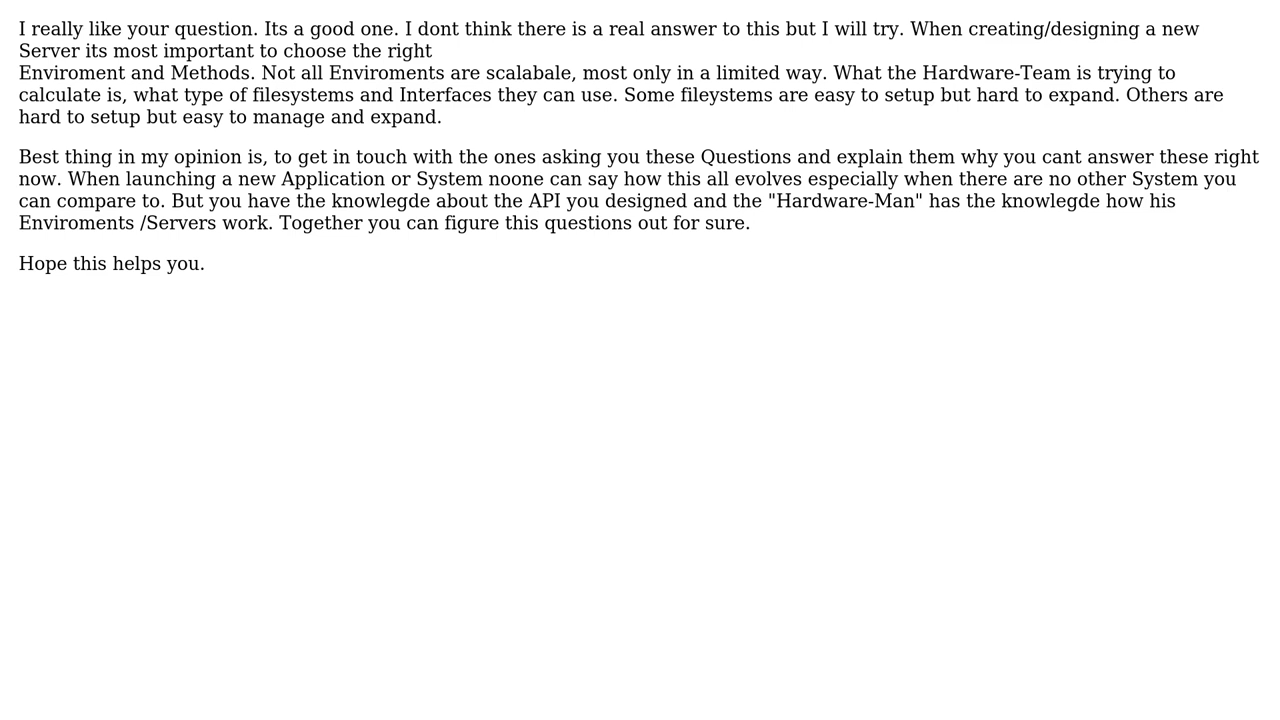 I really like your question. Its a good one. I dont think there is a real answer to this but I will try. When creating/designing a new
Server its most important to choose the right
Enviroment and Methods. Not all Enviroments are scalabale, most only in a limited way. What the Hardware-Team is trying to
calculate is, what type of filesystems and Interfaces they can use. Some fileystems are easy to setup but hard to expand. Others are
hard to setup but easy to manage and expand.
Best thing in my opinion is, to get in touch with the ones asking you these Questions and explain them why you cant answer these right
now. When launching a new Application or System noone can say how this all evolves especially when there are no other System you
can compare to. But you have the knowlegde about the API you designed and the "Hardware-Man" has the knowlegde how his
Enviroments /Servers work. Together you can figure this questions out for sure.
Hope this helps you.